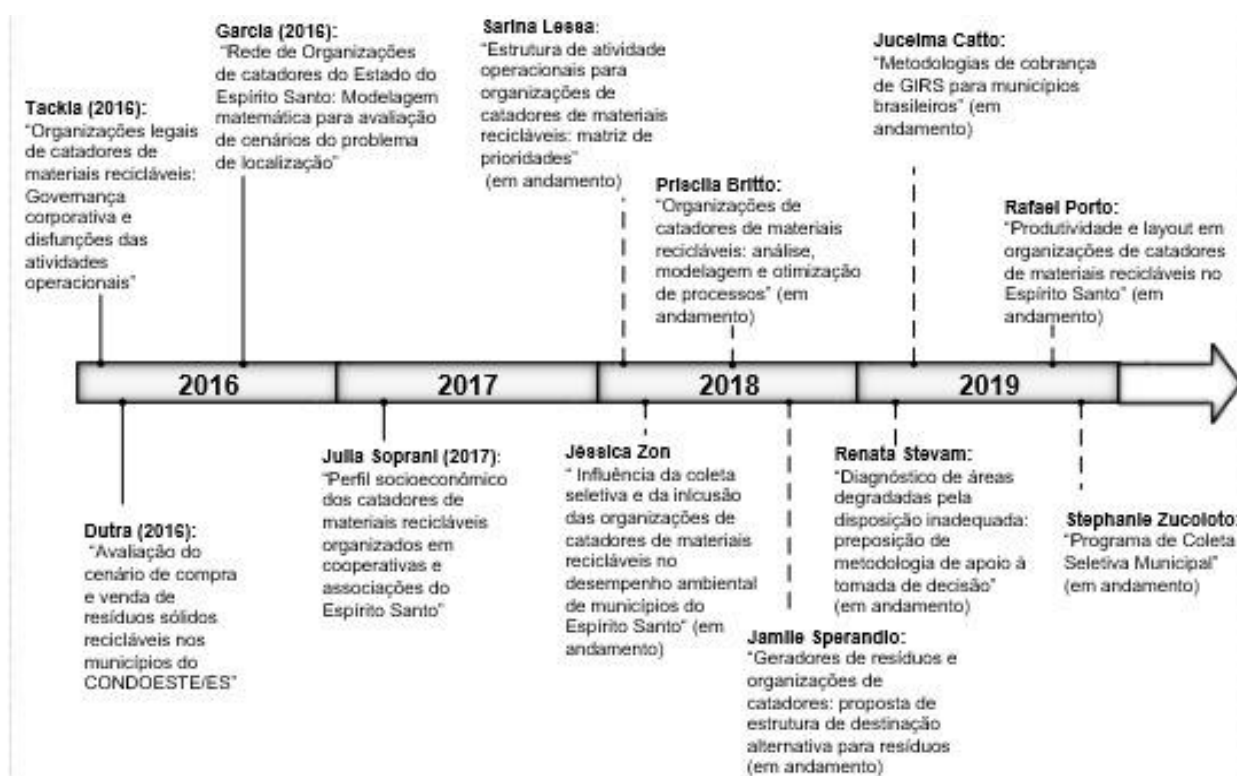 Tackla (2016):
“Organizações legais
de catadores de
materiais recicláveis:
Governança
corporativa e
disfunções das
atividades
operacionais”
Garcia (2016):
“Rede de Organizações
de catadores do Estado do
Espírito Santo: Modelagem
matemática para avaliação
de cenários do problema
de localização”
Sarina Lessa:
“Estrutura de atividade
operacionais para
organizações de
catadores de materiais
recicláveis: matriz de
prioridades”
(em andamento)
Priscila Britto:
“Organizações de
catadores de materiais
recicláveis: análise,
modelagem e otimização
de processos” (em
andamento)
Jucelma Catto:
“Metodologias de cobrança
de GIRS para municípios
brasileiros” (em
andamento)
Rafael Porto:
“Produtividade e layout em
organizações de catadores
de materiais recicláveis no
Espírito Santo” (em
andamento)
2016
2017
2018
2019
Dutra (2016):
“Avaliação do
cenário de compra
e venda de
resíduos sólidos
recicláveis nos
municípios do
CONDOESTE/ES”
Julia Soprani (2017):
“Perfil socioeconômico
dos catadores de
materiais recicláveis
organizados em
cooperativas e
associações do
Espírito Santo”
Jéssica Zon
“ Influência da coleta
seletiva e da inlcusão
das organizações de
catadores de materiais
recicláveis no
desempenho ambiental
de municípios do
Espírito Santo” (em
andamento)
Jamile Sperandio:
“Geradores de resíduos e
organizações de
catadores: proposta de
estrutura de destinação
alternativa para resíduos
(em andamento)
Renata Stevam:
“Diagnóstico de áreas
degradadas pela
disposição inadequada:
preposição de
metodologia de apoio à
tomada de decisão”
(em andamento)
Stephanie Zucoloto:
“Programa de Coleta
Seletiva Municipal”
(em andamento)